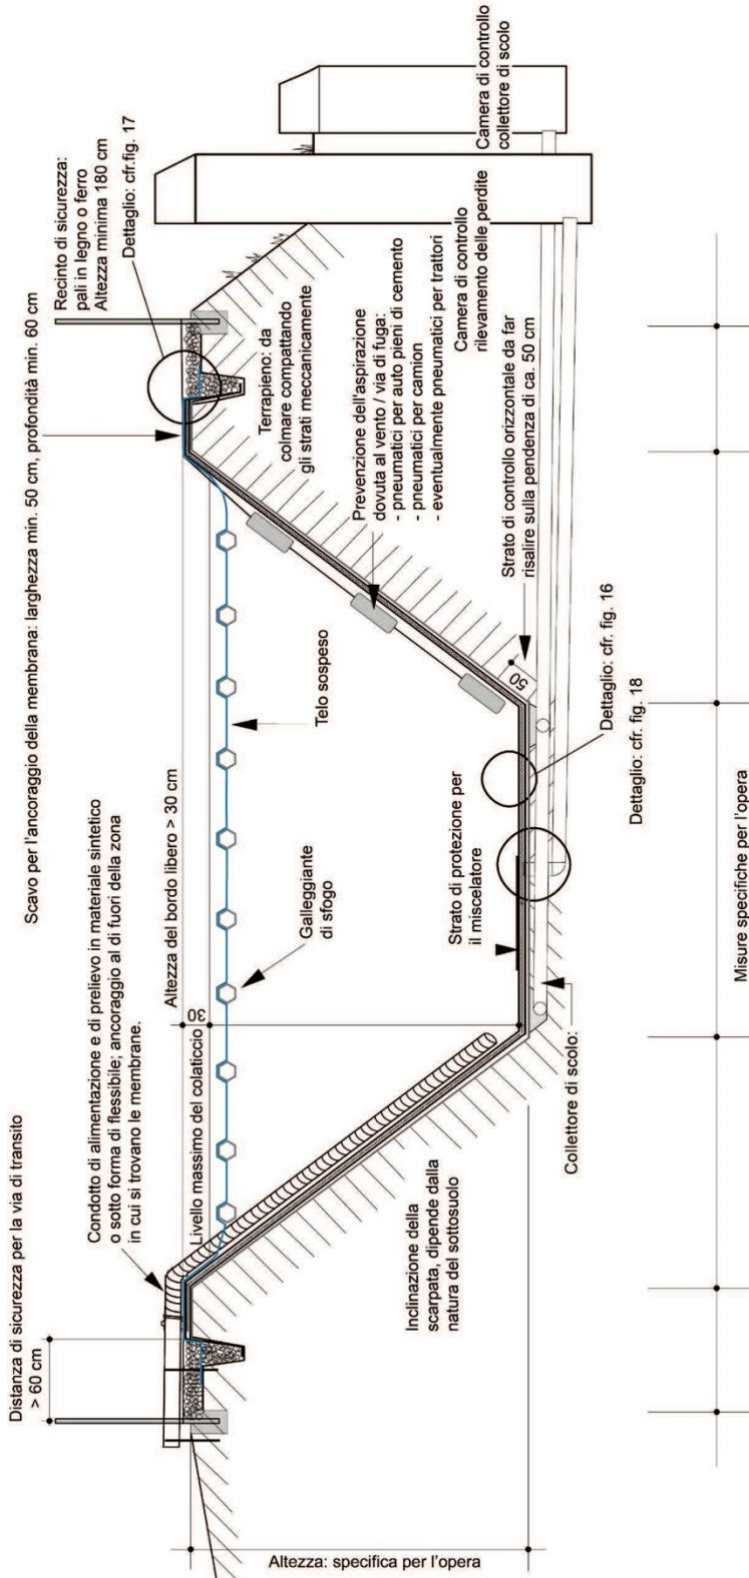 Scavo per l'ancoraggio della membrana: larghezza min. 50 cm, profondità min. 60 cm
Distanza di sicurezza per la via di transito
> 60 cm
Condotto di alimentazione e di prelievo in materiale sintetico
o sotto forma di flessibile; ancoraggio al di fuori della zona
in cui si trovano le membrane.
Recinto di sicurezza:
pali in legno o ferro
Altezza minima 180 cm
Dettaglio: cfr.fig. 17
Altezza del bordo libero > 30 cm
30
Livello massimo del colaticcio
Terrapieno: da
colmare compattando
gli strati meccanicamente
Galleggiante
di sfogo
Telo sospeso
Prevenzione dell'aspirazione
dovuta al vento / via di fuga:
- pneumatici per auto pieni di cemento
- pneumatici per camion
- eventualmente pneumatici per trattori
Camera di controllo
collettore di scolo
Camera di controllo
rilevamento delle perdite
Inclinazione della
scarpata, dipende dalla
natura del sottosuolo
Strato di protezione per
il miscelatore
50
Strato di controllo orizzontale da far
risalire sulla pendenza di ca. 50 cm
Collettore di scolo:
Dettaglio: cfr. fig. 16
Dettaglio: cfr. fig. 18
Altezza: specifica per l'opera
Misure specifiche per l'opera